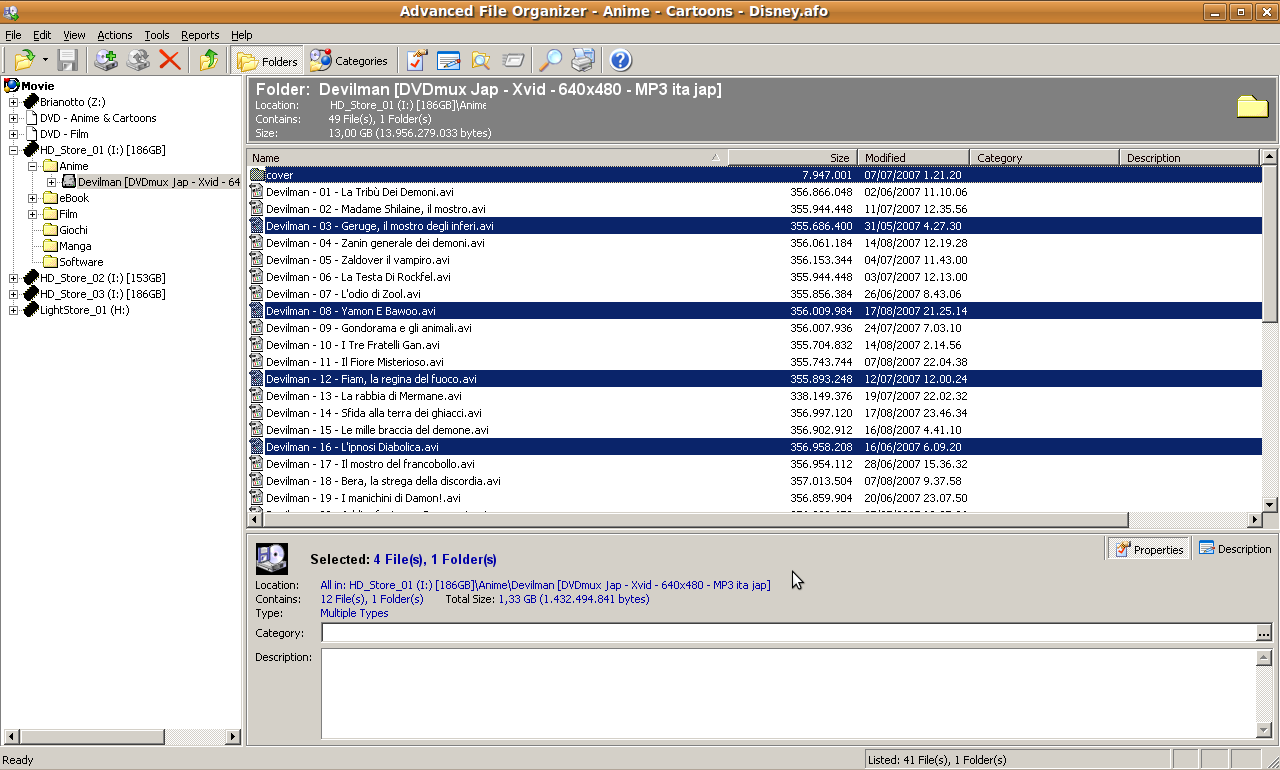 Advanced File Organizer - Anime - Cartoons - Disney.afo
File Edit View Actions Tools Reports Help
Folders Categories
Movie
Brianotto (Z:)
DVD - Anime & Cartoons
DVD - Film
HD_Store_01 (I:) [186GB]
Anime
Devilman [DVDmux Jap - Xvid - 64
eBook
Film
Giochi
Manga
Software
HD_Store_02 (I:) [153GB]
HD_Store_03 (I:) [186GB]
LightStore_01 (H:)
Folder: Devilman [DVDmux Jap - Xvid - 640x480 - MP3 ita jap]
Location: HD_Store_01 (I:) [186GB]\Anime
Contains: 49 File(s), 1 Folder(s)
Size: 13,00 GB (13.956.279.033 bytes)
Name Size Modified Category Description
cover 7.947.001 07/07/2007 1.21.20
Devilman - 01 - La Tribù Dei Demoni.avi 356.866.048 02/06/2007 11.10.06
Devilman - 02 - Madame Shilaine, il mostro.avi 355.944.448 11/07/2007 12.35.56
Devilman - 03 - Geruge, il mostro degli inferi.avi 355.686.400 31/05/2007 4.27.30
Devilman - 04 - Zanin generale dei demoni.avi 356.061.184 14/08/2007 12.19.28
Devilman - 05 - Zaldover il vampiro.avi 356.153.344 04/07/2007 11.43.00
Devilman - 06 - La Testa Di Rockfel.avi 355.944.448 03/07/2007 12.13.00
Devilman - 07 - L'odio di Zool.avi 355.856.384 26/06/2007 8.43.06
Devilman - 08 - Yamon E Bawoo.avi 356.009.984 17/08/2007 21.25.14
Devilman - 09 - Gondorama e gli animali.avi 356.007.936 24/07/2007 7.03.10
Devilman - 10 - I Tre Fratelli Gan.avi 355.704.832 14/08/2007 2.14.56
Devilman - 11 - Il Fiore Misterioso.avi 355.743.744 07/08/2007 22.04.38
Devilman - 12 - Fiam, la regina del fuoco.avi 355.893.248 12/07/2007 12.00.24
Devilman - 13 - La rabbia di Mermane.avi 338.149.376 19/07/2007 22.02.32
Devilman - 14 - Sfida alla terra dei ghiacci.avi 356.997.120 17/08/2007 23.46.34
Devilman - 15 - Le mille braccia del demone.avi 356.902.912 16/08/2007 4.41.10
Devilman - 16 - L'ipnosi Diabolica.avi 356.958.208 16/06/2007 6.09.20
Devilman - 17 - Il mostro del francobollo.avi 356.954.112 28/06/2007 15.36.32
Devilman - 18 - Bera, la strega della discordia.avi 357.013.504 07/08/2007 9.37.58
Devilman - 19 - I manichini di Damon!.avi 356.859.904 20/06/2007 23.07.50
Selected: 4 File(s), 1 Folder(s)
Properties Description
Location: All in: HD_Store_01 (I:) [186GB]\Anime\Devilman [DVDmux Jap - Xvid - 640x480 - MP3 ita jap]
Contains: 12 File(s), 1 Folder(s) Total Size: 1,33 GB (1.432.494.841 bytes)
Type: Multiple Types
Category: ...
Description:
Ready Listed: 41 File(s), 1 Folder(s)